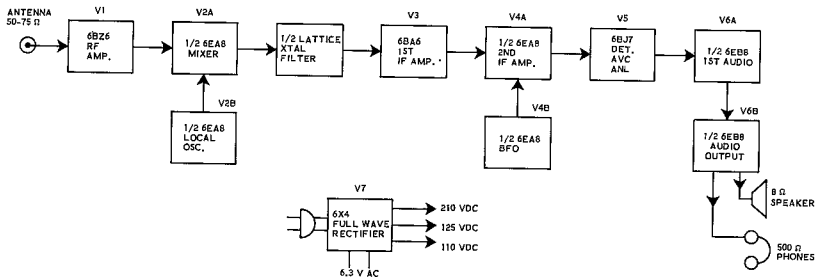 ANTENNA
50-75 Ω
V1
6BZ6
RF
AMP.
V2A
1/2 6EA8
MIXER
V2B
1/2 6EA8
LOCAL
OSC.
1/2 LATTICE
XTAL
FILTER
V3
6BA6
1ST
IF AMP.
V4A
1/2 6EA8
2ND
IF AMP.
V4B
1/2 6EA8
BFO
V5
6BJ7
DET.
AVC
ANL
V6A
1/2 6EB8
1ST AUDIO
V6B
1/2 6EB8
AUDIO
OUTPUT
8 Ω
SPEAKER
500 Ω
PHONES
V7
6X4
FULL WAVE
RECTIFIER
210 VDC
125 VDC
110 VDC
6.3 V AC